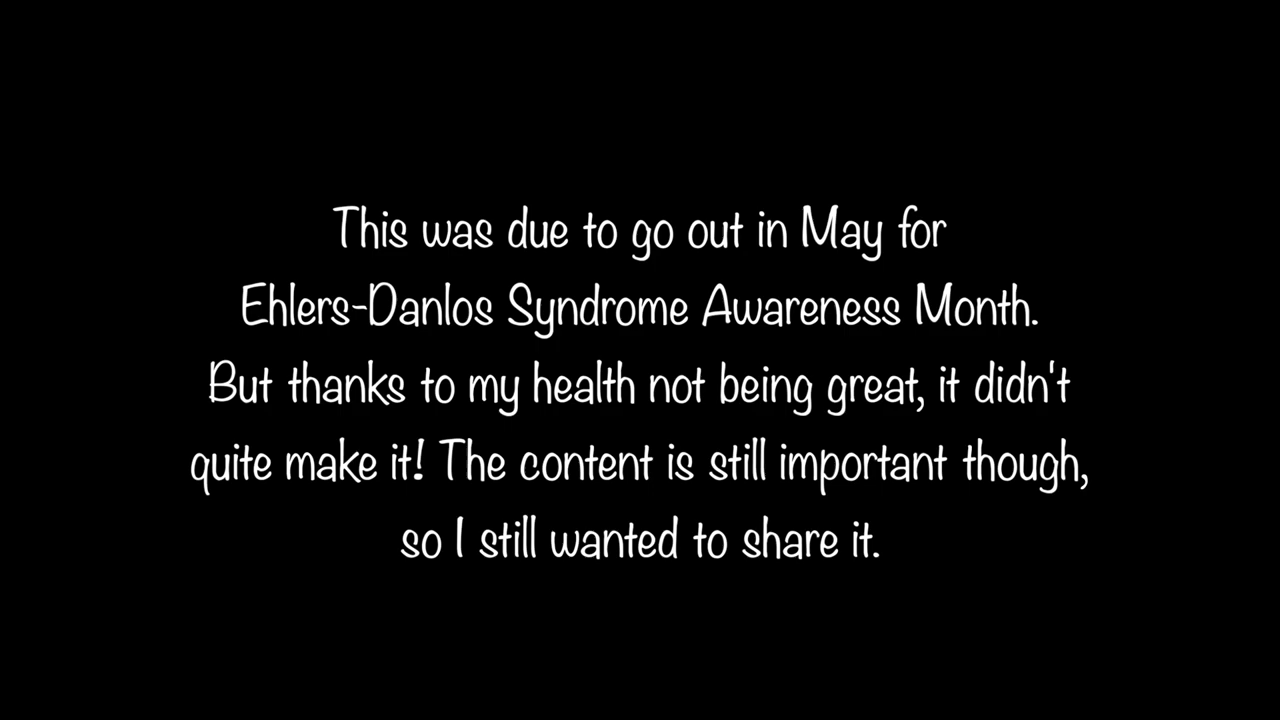 This was due to go out in May for
Ehlers-Danlos Syndrome Awareness Month.
But thanks to my health not being great, it didn't
quite make it! The content is still important though,
so I still wanted to share it.